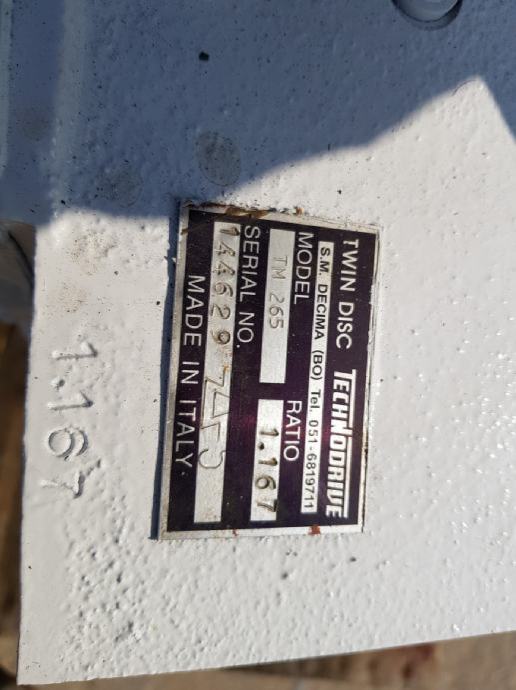 TWIN DISC TECHNODRIVE
S.M. DECIMA (BO) Tel. 051-6819711
MODEL RATIO
TM 265 1.167
SERIAL NO.
144629
MADE IN ITALY.
1.167